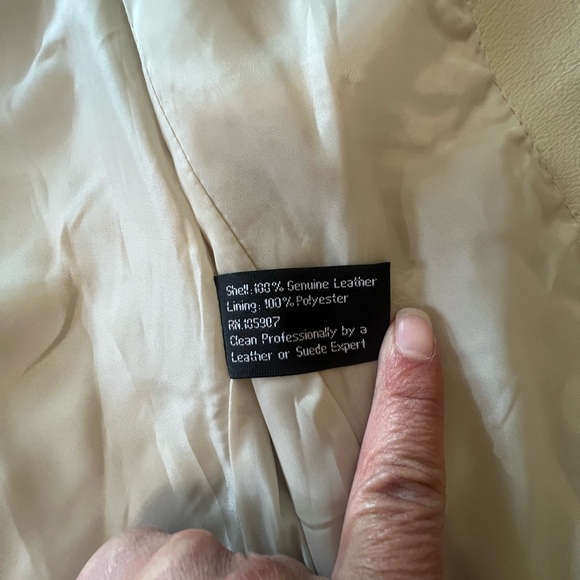 Shell: 100% Genuine Leather
Lining: 100% Polyester
RN.105907
Clean Professionally by a
Leather or Suede Expert